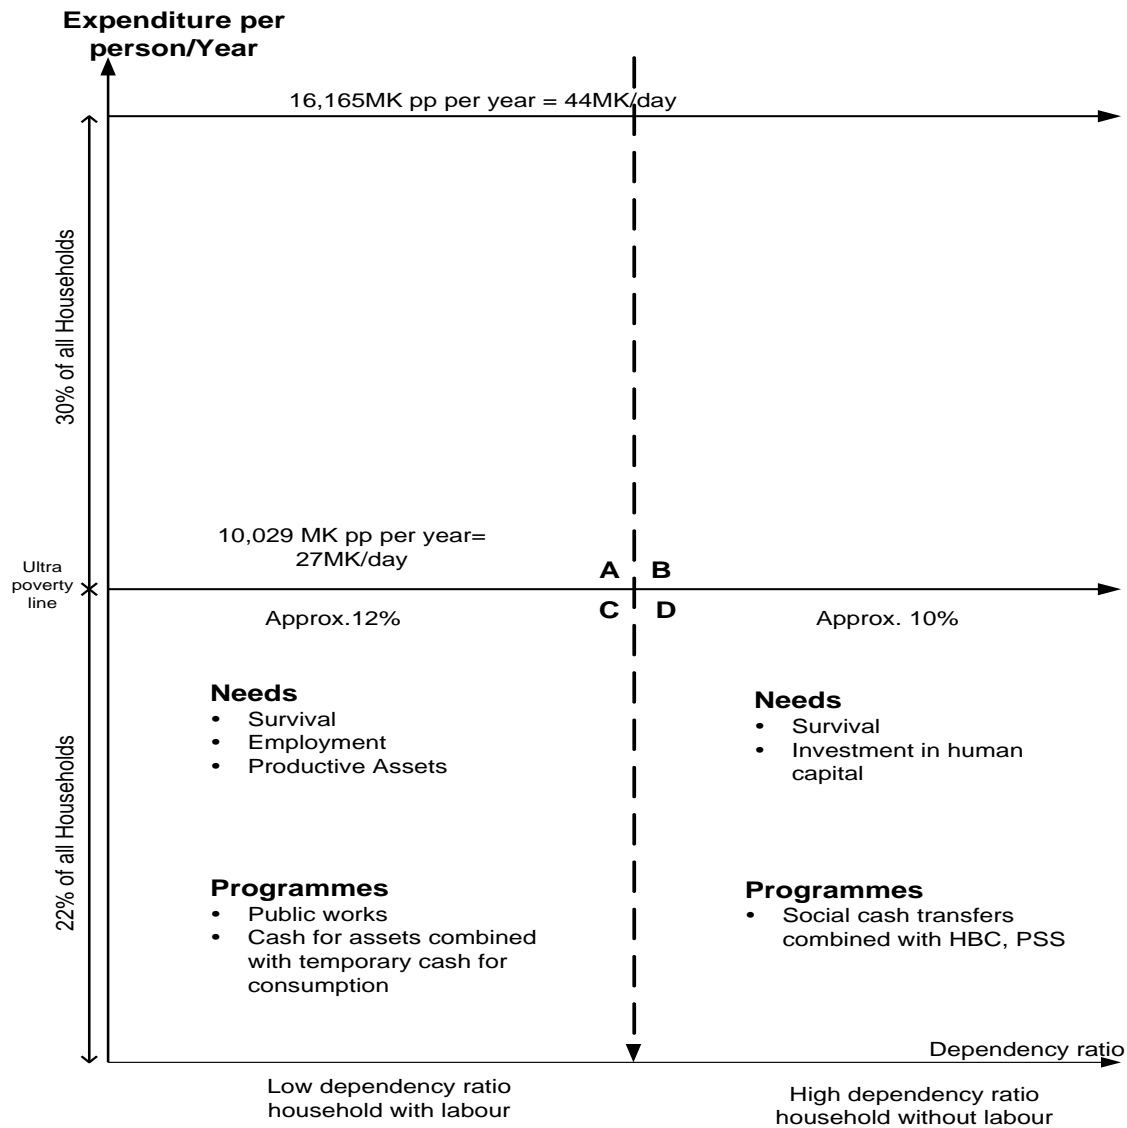 Expenditure per
person/Year
16,165MK pp per year = 44MK/day
30% of all Households
10,029 MK pp per year=
27MK/day
Ultra
poverty
line
A B
C D
Approx.12%
Approx. 10%
22% of all Households
Needs
• Survival
• Employment
• Productive Assets
Needs
• Survival
• Investment in human
capital
Programmes
• Public works
• Cash for assets combined
with temporary cash for
consumption
Programmes
• Social cash transfers
combined with HBC, PSS
Dependency ratio
Low dependency ratio
household with labour
High dependency ratio
household without labour